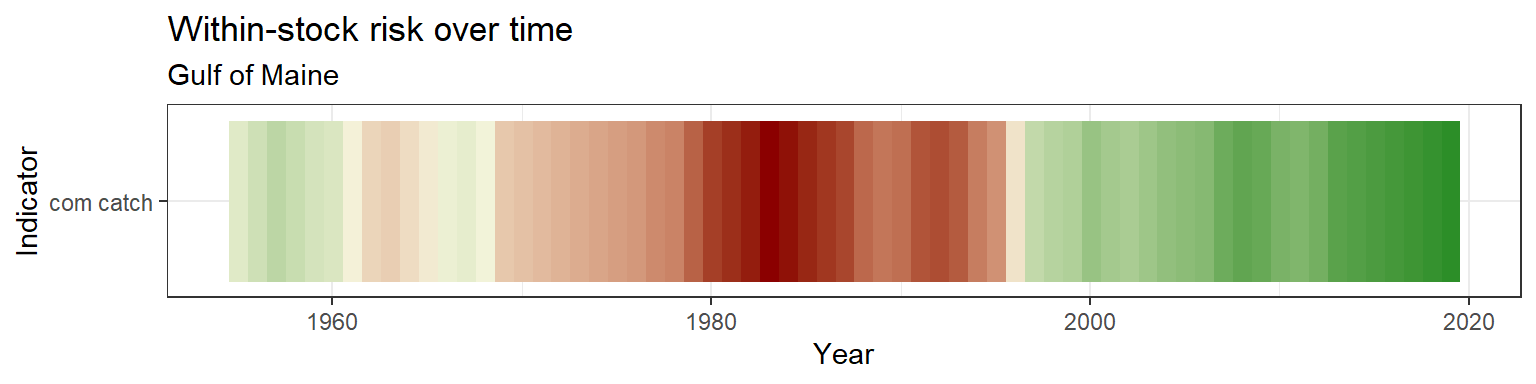 Within-stock risk over time
Gulf of Maine
Indicator
com catch
1960 1980 2000 2020
Year